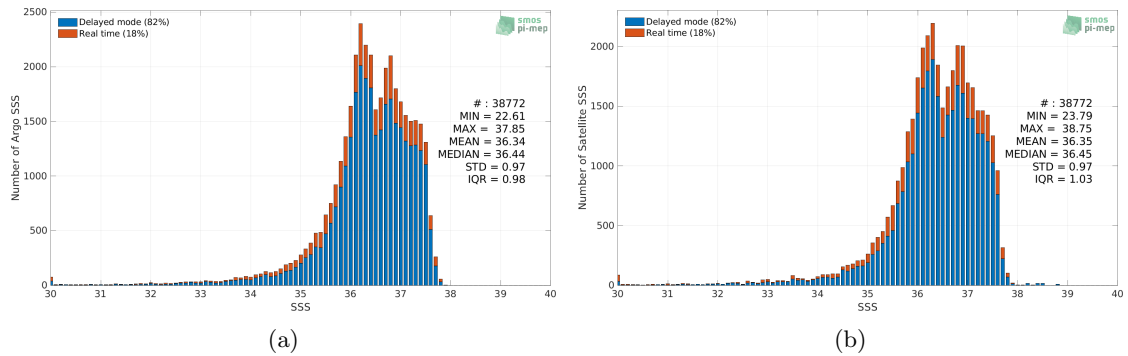 Delayed mode (82%)
Real time (18%)
smos
pi-mep
# : 38772
MIN = 22.61
MAX = 37.85
MEAN = 36.34
MEDIAN = 36.44
STD = 0.97
IQR = 0.98
Number of Argo SSS
2500
2000
1500
1000
500
0
30 31 32 33 34 35 36 37 38 39 40
SSS
(a)
Delayed mode (82%)
Real time (18%)
smos
pi-mep
# : 38772
MIN = 23.79
MAX = 38.75
MEAN = 36.35
MEDIAN = 36.45
STD = 0.97
IQR = 1.03
Number of Satellite SSS
2000
1500
1000
500
0
30 31 32 33 34 35 36 37 38 39 40
SSS
(b)